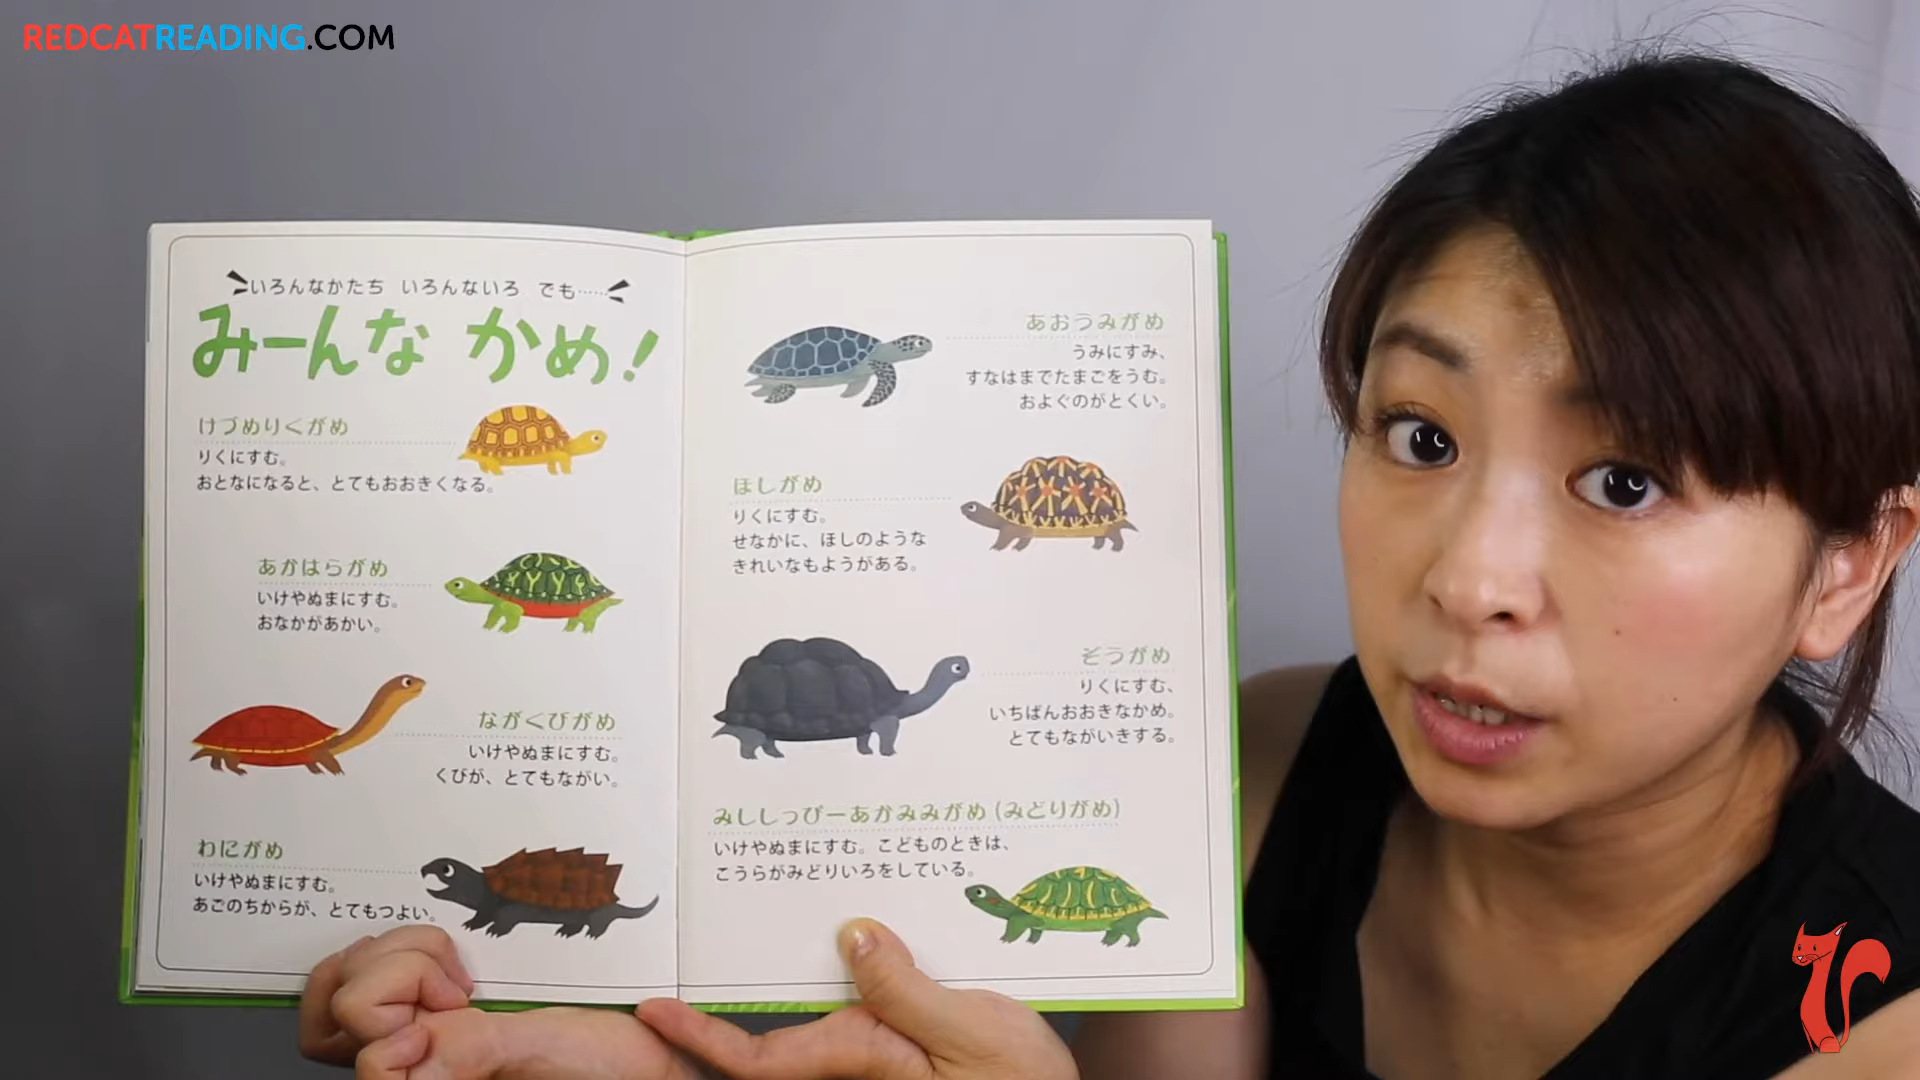 REDCATREADING.COM
いろんなかたち いろんないろ でも……
みーんな かめ!
けづめりくがめ
りくにすむ。
おとなになると、とてもおおきくなる。
あかはらがめ
いけやぬまにすむ。
おなかがあかい。
ながくびがめ
いけやぬまにすむ。
くびが、とてもながい。
わにがめ
いけやぬまにすむ。
あごのちからが、とてもつよい。
あおうみがめ
うみにすみ、
すなはまでたまごをうむ。
およぐのがとくい。
ほしがめ
りくにすむ。
せなかに、ほしのような
きれいなもようがある。
ぞうがめ
りくにすむ、
いちばんおおきなかめ。
とてもながいきする。
みししっぴーあかみみがめ(みどりがめ)
いけやぬまにすむ。こどものときは、
こうらがみどりいろをしている。